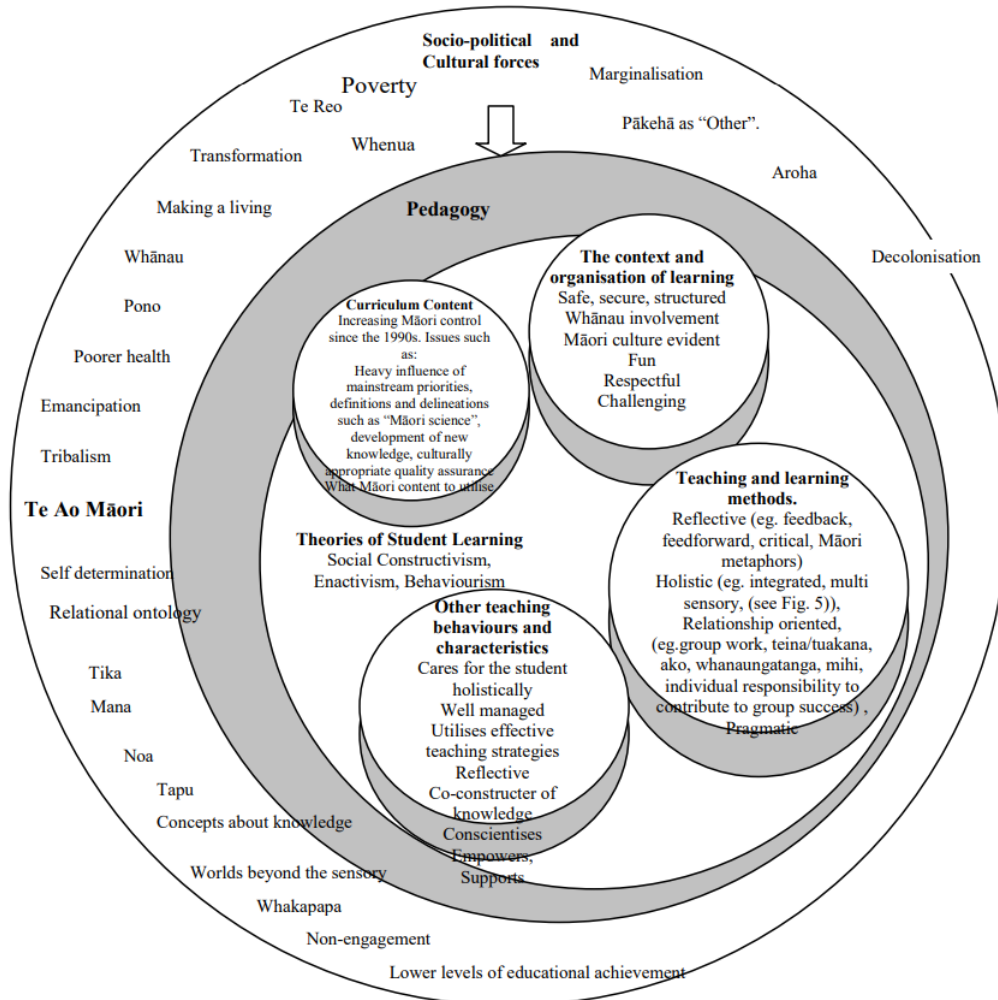 Socio-political and
Cultural forces
Marginalisation
Poverty
Te Reo
Pākehā as “Other”.
Whenua
Transformation
Aroha
Making a living
Pedagogy
Whānau
Decolonisation
The context and
organisation of learning
Safe, secure, structured
Whānau involvement
Māori culture evident
Fun
Respectful
Challenging
Curriculum Content
Increasing Māori control
since the 1990s. Issues such
as:
Heavy influence of
mainstream priorities,
definitions and delineations
such as “Māori science”,
development of new
knowledge, culturally
appropriate quality assurance
What Māori content to utilise
Pono
Poorer health
Emancipation
Tribalism
Te Ao Māori
Teaching and learning
methods.
Reflective (eg. feedback,
feedforward, critical, Māori
metaphors)
Holistic (eg. integrated, multi
sensory, (see Fig. 5)),
Relationship oriented,
(eg.group work, teina/tuakana,
ako, whanaungatanga, mihi,
individual responsibility to
contribute to group success) ,
Pragmatic
Theories of Student Learning
Social Constructivism,
Enactivism, Behaviourism
Self determination
Relational ontology
Other teaching
behaviours and
characteristics
Cares for the student
holistically
Well managed
Utilises effective
teaching strategies
Reflective
Co-constructer of
knowledge
Conscientises
Empowers,
Supports
Tika
Mana
Noa
Tapu
Concepts about knowledge
Worlds beyond the sensory
Whakapapa
Non-engagement
Lower levels of educational achievement